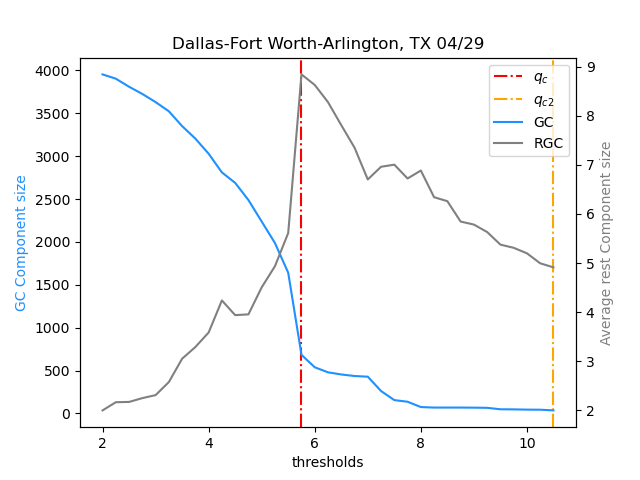 Dallas-Fort Worth-Arlington, TX 04/29
GC Component size
4000
3500
3000
2500
2000
1500
1000
500
0
q_c
q_c2
GC
RGC
9
8
7
6
5
4
3
2
Average rest Component size
2
4
6
8
10
thresholds